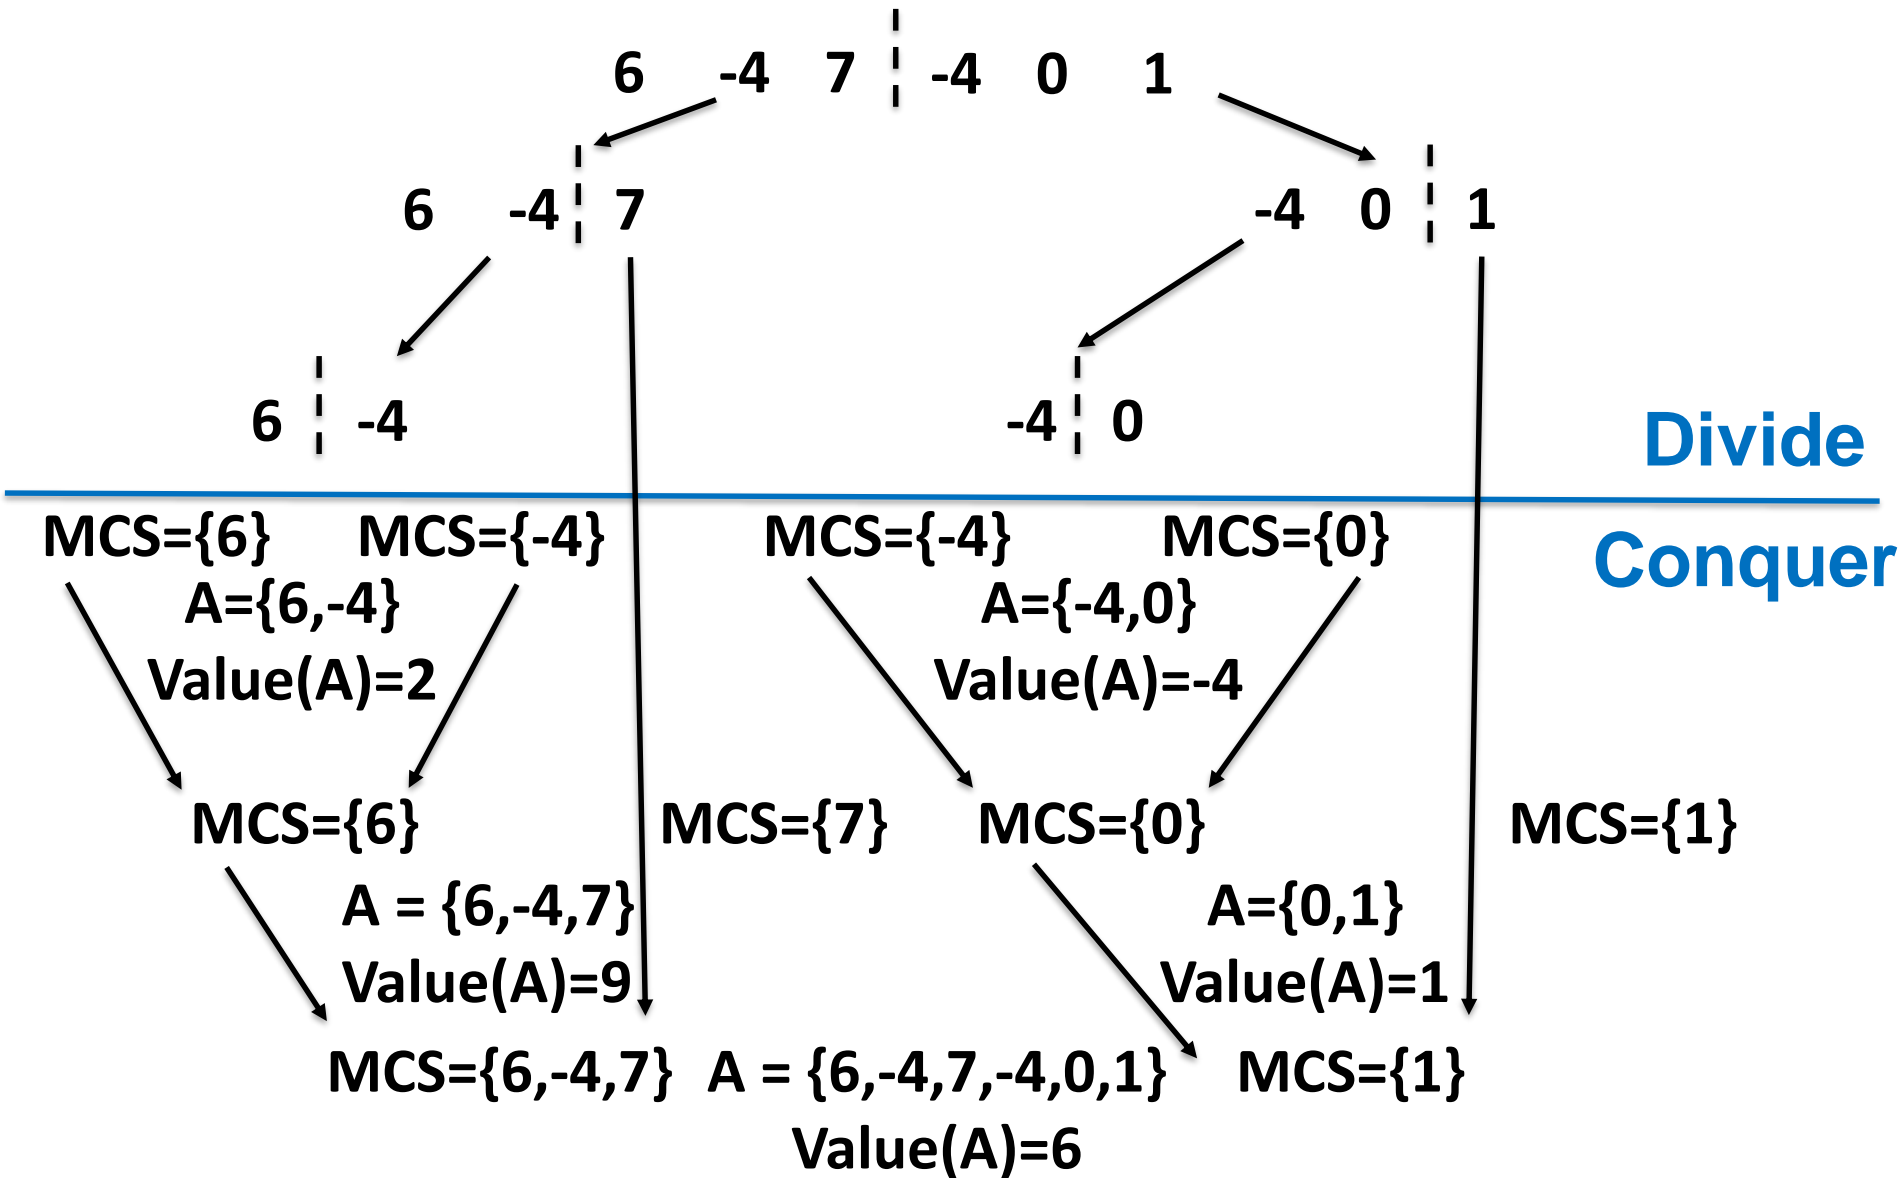 6 -4 7 -4 0 1
6 -4 7 -4 0 1
6 -4 -4 0
Divide
Conquer
MCS={6} MCS={-4} MCS={-4} MCS={0}
A={6,-4} A={-4,0}
Value(A)=2 Value(A)=-4
MCS={6} MCS={7} MCS={0} MCS={1}
A = {6,-4,7} A={0,1}
Value(A)=9 Value(A)=1
MCS={6,-4,7} A = {6,-4,7,-4,0,1} MCS={1}
Value(A)=6